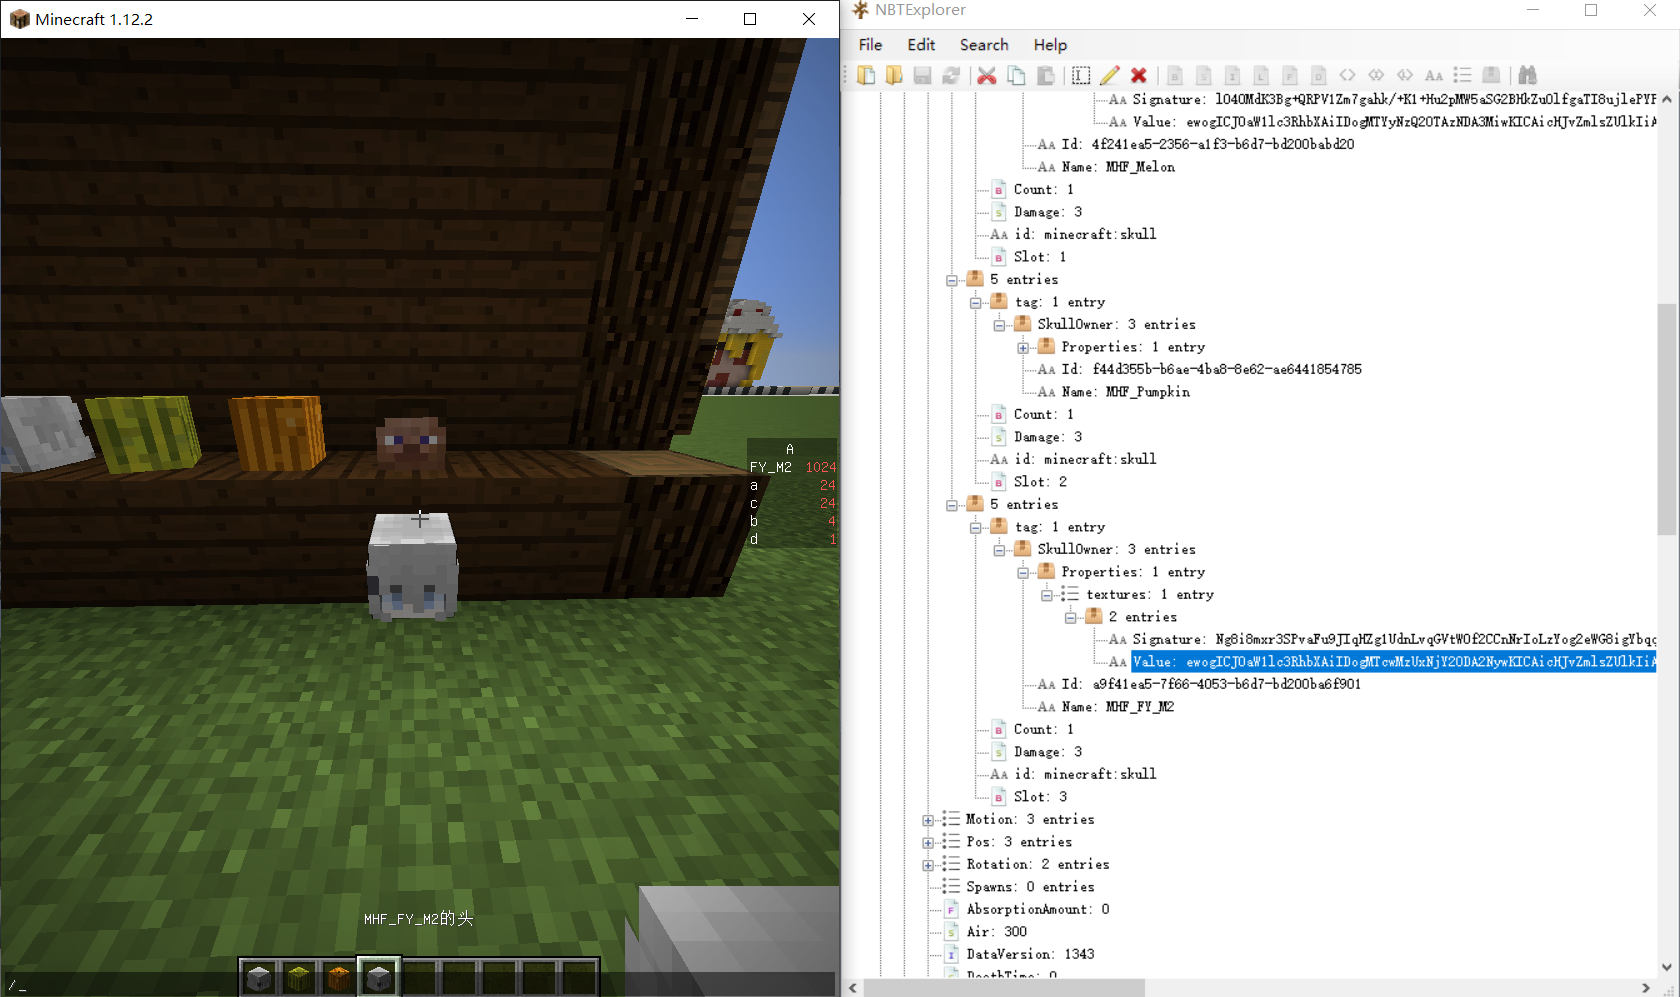 Minecraft 1.12.2
A
FY_M2 1024
a 24
c 24
b 4
d 1
MHF_FY_M2的头
/_
NBTExplorer
File Edit Search Help
Signature: lO4OMdK3Bg+QRPV1Zm7gahk/+K1+Hu2pMW5aSG2BHkZuOlfgaTI8ujlePYF
Value: ewogICJ0aW1lc3RhbXAiIDogMTYyNzQ2OTAzNDA3MiwKICAicHJvZmlsZUlkIiA
Id: 4f241ea5-2356-a1f3-b6d7-bd200babd20
Name: MHF_Melon
Count: 1
Damage: 3
id: minecraft:skull
Slot: 1
5 entries
tag: 1 entry
SkullOwner: 3 entries
Properties: 1 entry
Id: f44d355b-b6ae-4ba8-8e62-ae6441854785
Name: MHF_Pumpkin
Count: 1
Damage: 3
id: minecraft:skull
Slot: 2
5 entries
tag: 1 entry
SkullOwner: 3 entries
Properties: 1 entry
textures: 1 entry
2 entries
Signature: Ng8i8mxr3SPvaFu9JIqHZg1UdnLvqGVtWOf2CCnNrIoLzYog2eWG8igYbqq
Value: ewogICJ0aW1lc3RhbXAiIDogMTcwMzUxNjY2ODA2NywKICAicHJvZmlsZUlkIiA
Id: a9f41ea5-7f66-4053-b6d7-bd200ba6f901
Name: MHF_FY_M2
Count: 1
Damage: 3
id: minecraft:skull
Slot: 3
Motion: 3 entries
Pos: 3 entries
Rotation: 2 entries
Spawns: 0 entries
AbsorptionAmount: 0
Air: 300
DataVersion: 1343
DeathTime: 0